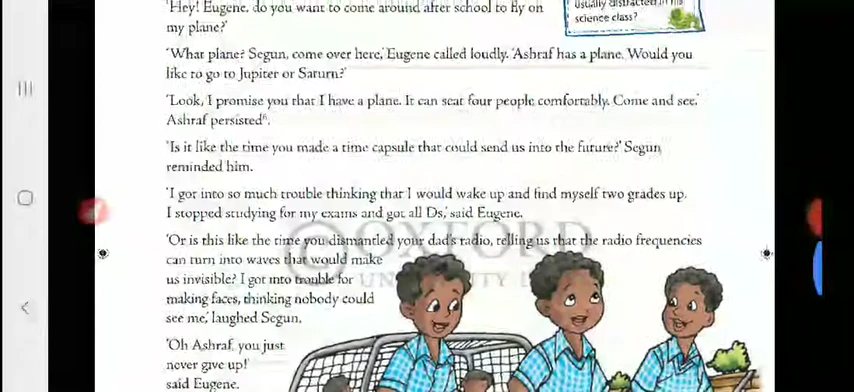 'Hey! Eugene, do you want to come around after school to fly on
my plane?'
usually distracted in his
science class?
'What plane? Segun, come over here,' Eugene called loudly. 'Ashraf has a plane. Would you
like to go to Jupiter or Saturn?'
'Look, I promise you that I have a plane. It can seat four people comfortably. Come and see,'
Ashraf persisted⁶.
'Is it like the time you made a time capsule that could send us into the future?' Segun
reminded him.
'I got into so much trouble thinking that I would wake up and find myself two grades up.
I stopped studying for my exams and got all Ds,' said Eugene.
© OXFORD
'Or is this like the time you dismantled your dad's radio, telling us that the radio frequencies
can turn into waves that would make
us invisible? I got into trouble for
making faces, thinking nobody could
see me,' laughed Segun.
'Oh Ashraf, you just
never give up!'
said Eugene.